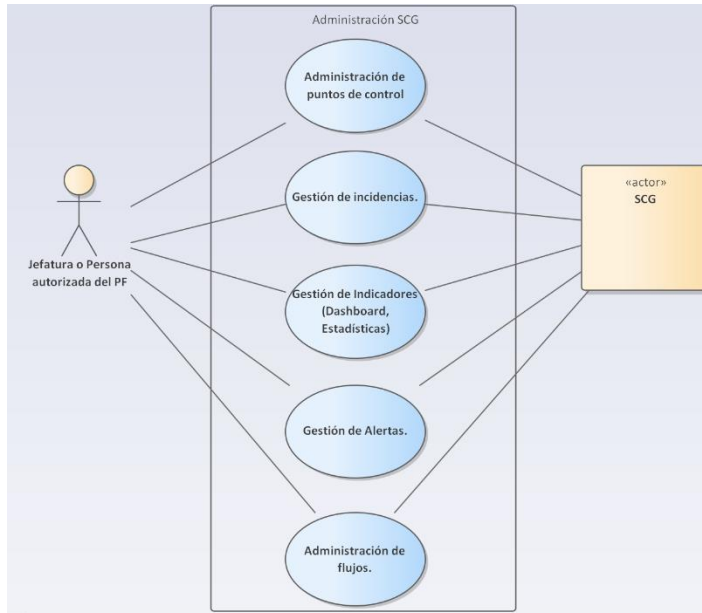 Administración SCG
Administración de
puntos de control
Gestión de incidencias.
Gestión de Indicadores
(Dashboard,
Estadísticas)
Gestión de Alertas.
Administración de
flujos.
Jefatura o Persona
autorizada del PF
«actor»
SCG